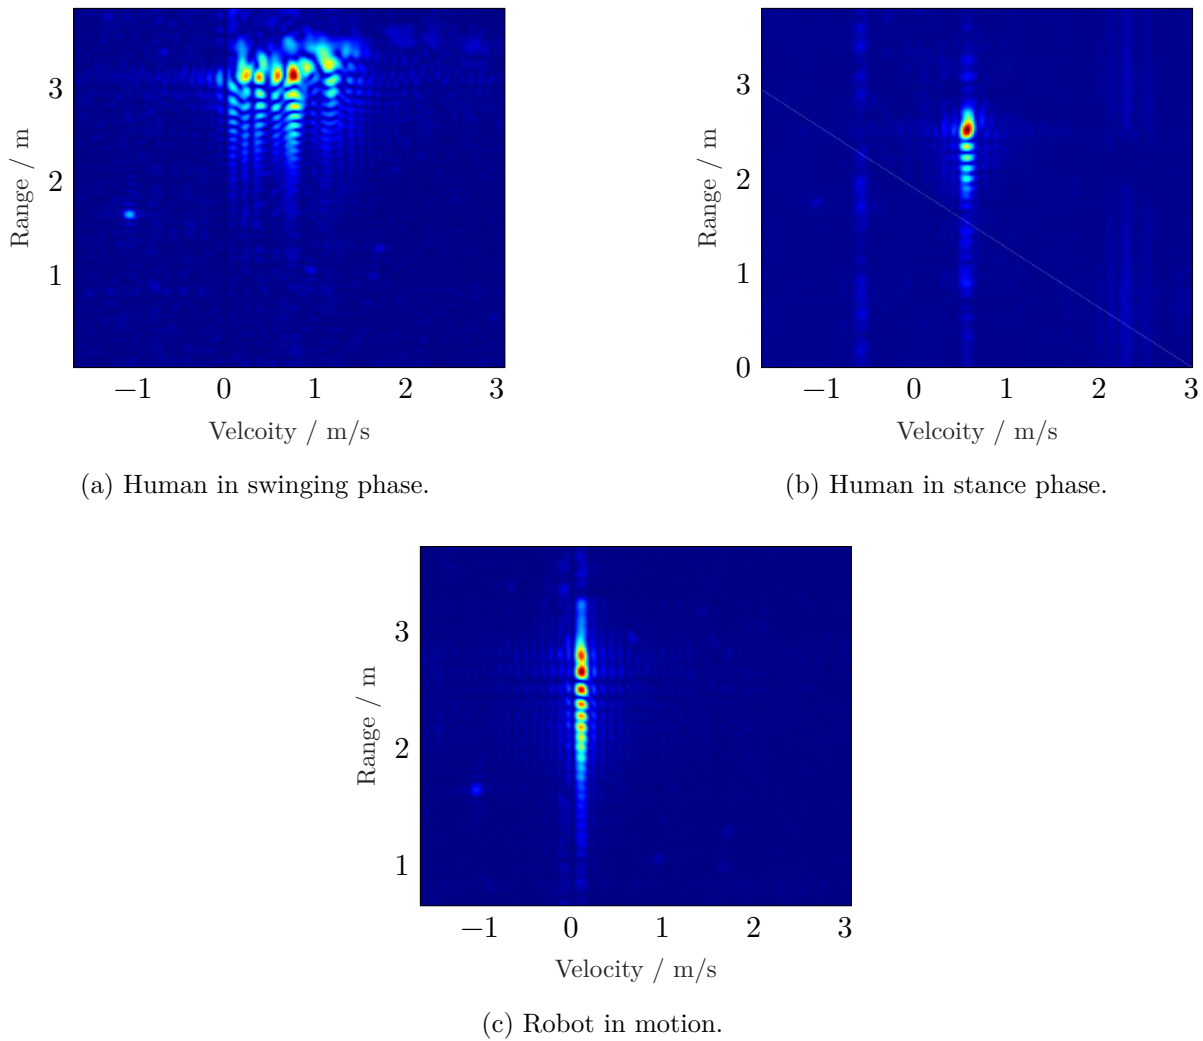 3
2
1
Range / m
−1 0 1 2 3
Velcoity / m/s
(a) Human in swinging phase.
3
2
1
0
Range / m
−1 0 1 2 3
Velcoity / m/s
(b) Human in stance phase.
3
2
1
Range / m
−1 0 1 2 3
Velocity / m/s
(c) Robot in motion.